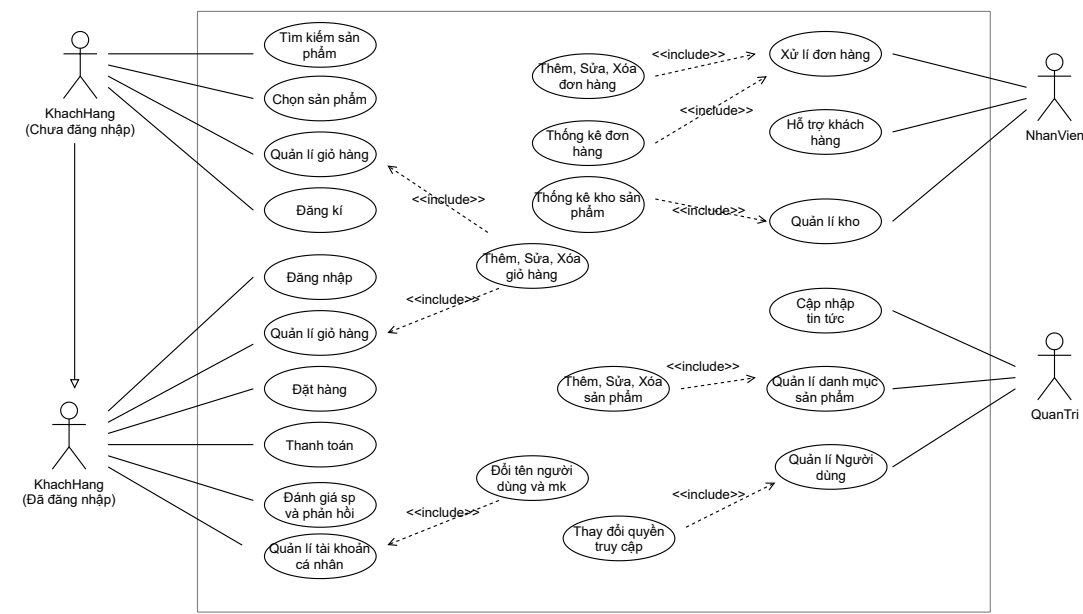 Tìm kiếm sản
phẩm
<<include>>
Xử lí đơn hàng
Thêm, Sửa, Xóa
đơn hàng
Chọn sản phẩm
<<include>>
KhachHang
(Chưa đăng nhập)
Thống kê đơn
hàng
Hỗ trợ khách
hàng
NhanVien
Quản lí giỏ hàng
<<include>>
Thống kê kho sản
phẩm
<<include>>
Đăng kí
Quản lí kho
Thêm, Sửa, Xóa
giỏ hàng
Đăng nhập
<<include>>
Cập nhập
tin tức
Quản lí giỏ hàng
<<include>>
Đặt hàng
Thêm, Sửa, Xóa
sản phẩm
Quản lí danh mục
sản phẩm
QuanTri
Thanh toán
KhachHang
(Đã đăng nhập)
Đổi tên người
dùng và mk
Quản lí Người
dùng
Đánh giá sp
và phản hồi
<<include>>
<<include>>
Thay đổi quyền
truy cập
Quản lí tài khoản
cá nhân